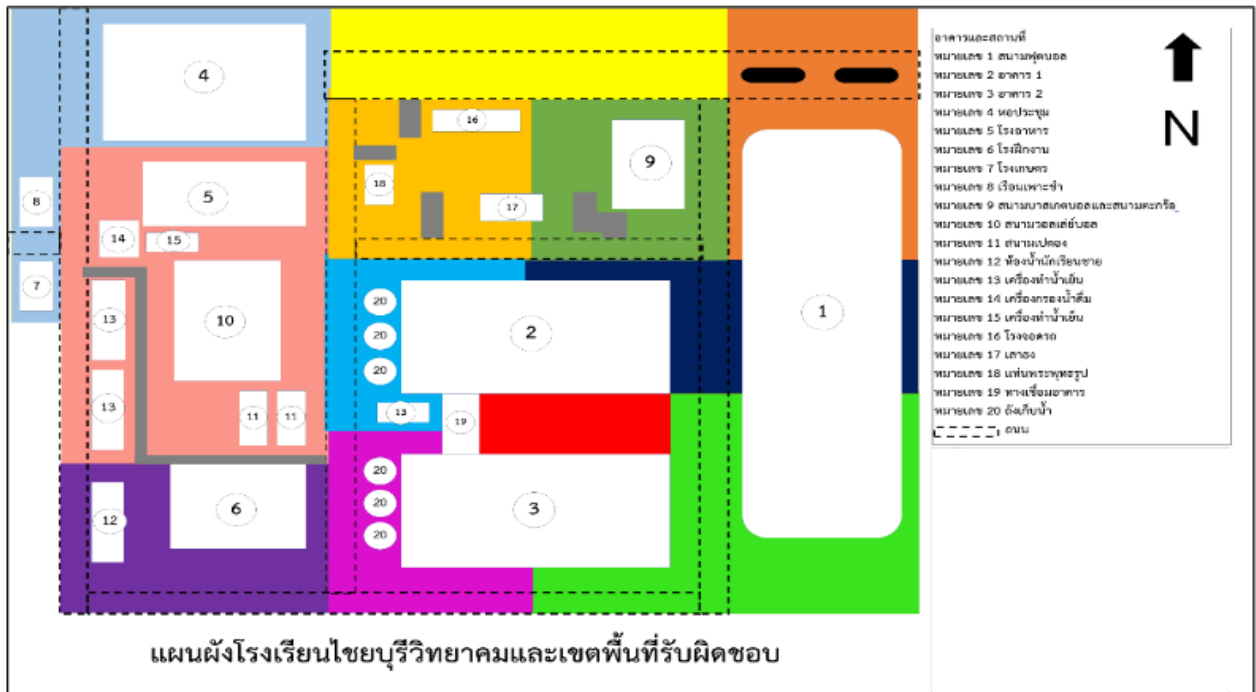 4
8
7
5
14
15
13
10
13
11
11
12
6
16
18
17
9
20
20
20
2
13
19
20
20
20
3
1
อาคารและสถานที่
หมายเลข 1 สนามฟุตบอล
หมายเลข 2 อาคาร 1
หมายเลข 3 อาคาร 2
หมายเลข 4 หอประชุม
หมายเลข 5 โรงอาหาร
หมายเลข 6 โรงฝึกงาน
หมายเลข 7 โรงเกษตร
หมายเลข 8 เรือนเพาะชำ
หมายเลข 9 สนามบาสเกตบอลและสนามตะกร้อ
หมายเลข 10 สนามวอลเลย์บอล
หมายเลข 11 สนามเปตอง
หมายเลข 12 ห้องน้ำนักเรียนชาย
หมายเลข 13 เครื่องทำน้ำเย็น
หมายเลข 14 เครื่องกรองน้ำดื่ม
หมายเลข 15 เครื่องทำน้ำเย็น
หมายเลข 16 โรงจอดรถ
หมายเลข 17 เสาธง
หมายเลข 18 แท่นพระพุทธรูป
หมายเลข 19 ทางเชื่อมอาคาร
หมายเลข 20 ถังเก็บน้ำ
ถนน
N
แผนผังโรงเรียนไชยบุรีวิทยาคมและเขตพื้นที่รับผิดชอบ